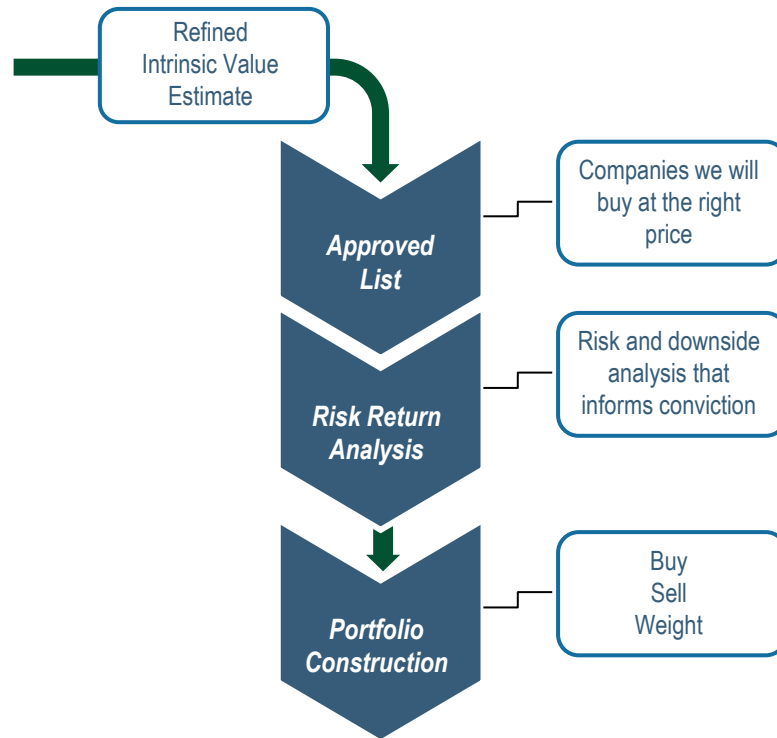 Refined
Intrinsic Value
Estimate
Approved
List
Companies we will
buy at the right
price
Risk Return
Analysis
Risk and downside
analysis that
informs conviction
Portfolio
Construction
Buy
Sell
Weight